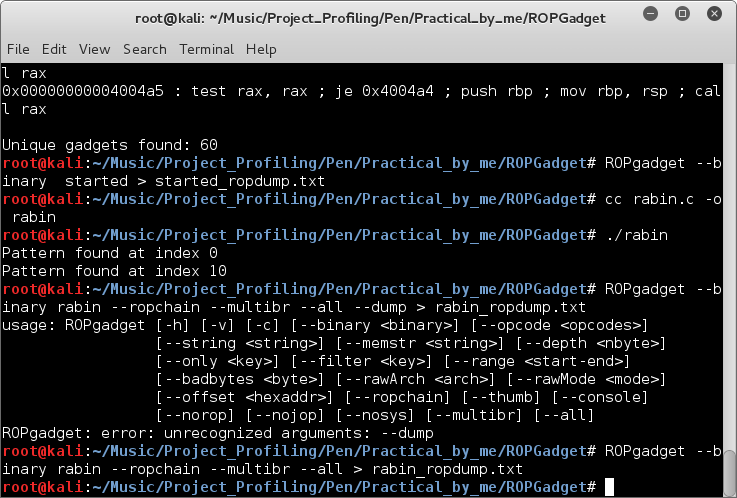 root@kali: ~/Music/Project_Profiling/Pen/Practical_by_me/ROPGadget
File Edit View Search Terminal Help
l rax
0x00000000004004a5 : test rax, rax ; je 0x4004a4 ; push rbp ; mov rbp, rsp ; cal
l rax
Unique gadgets found: 60
root@kali:~/Music/Project_Profiling/Pen/Practical_by_me/ROPGadget# ROPgadget --b
inary  started > started_ropdump.txt
root@kali:~/Music/Project_Profiling/Pen/Practical_by_me/ROPGadget# cc rabin.c -o
 rabin
root@kali:~/Music/Project_Profiling/Pen/Practical_by_me/ROPGadget# ./rabin
Pattern found at index 0
Pattern found at index 10
root@kali:~/Music/Project_Profiling/Pen/Practical_by_me/ROPGadget# ROPgadget --b
inary rabin --ropchain --multibr --all --dump > rabin_ropdump.txt
usage: ROPgadget [-h] [-v] [-c] [--binary <binary>] [--opcode <opcodes>]
[--string <string>] [--memstr <string>] [--depth <nbyte>]
[--only <key>] [--filter <key>] [--range <start-end>]
[--badbytes <byte>] [--rawArch <arch>] [--rawMode <mode>]
[--offset <hexaddr>] [--ropchain] [--thumb] [--console]
[--norop] [--nojop] [--nosys] [--multibr] [--all]
ROPgadget: error: unrecognized arguments: --dump
root@kali:~/Music/Project_Profiling/Pen/Practical_by_me/ROPGadget# ROPgadget --b
inary rabin --ropchain --multibr --all > rabin_ropdump.txt
root@kali:~/Music/Project_Profiling/Pen/Practical_by_me/ROPGadget#